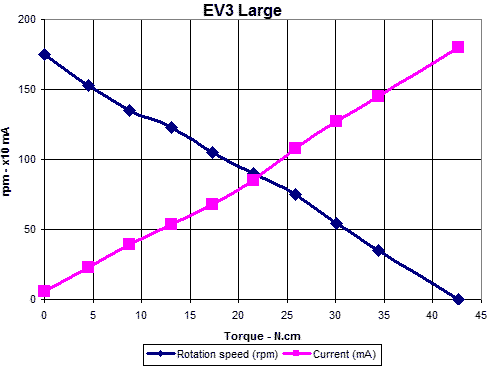 EV3 Large
rpm - x10 mA
200
150
100
50
0
0 5 10 15 20 25 30 35 40 45
Torque - N.cm
Rotation speed (rpm) Current (mA)